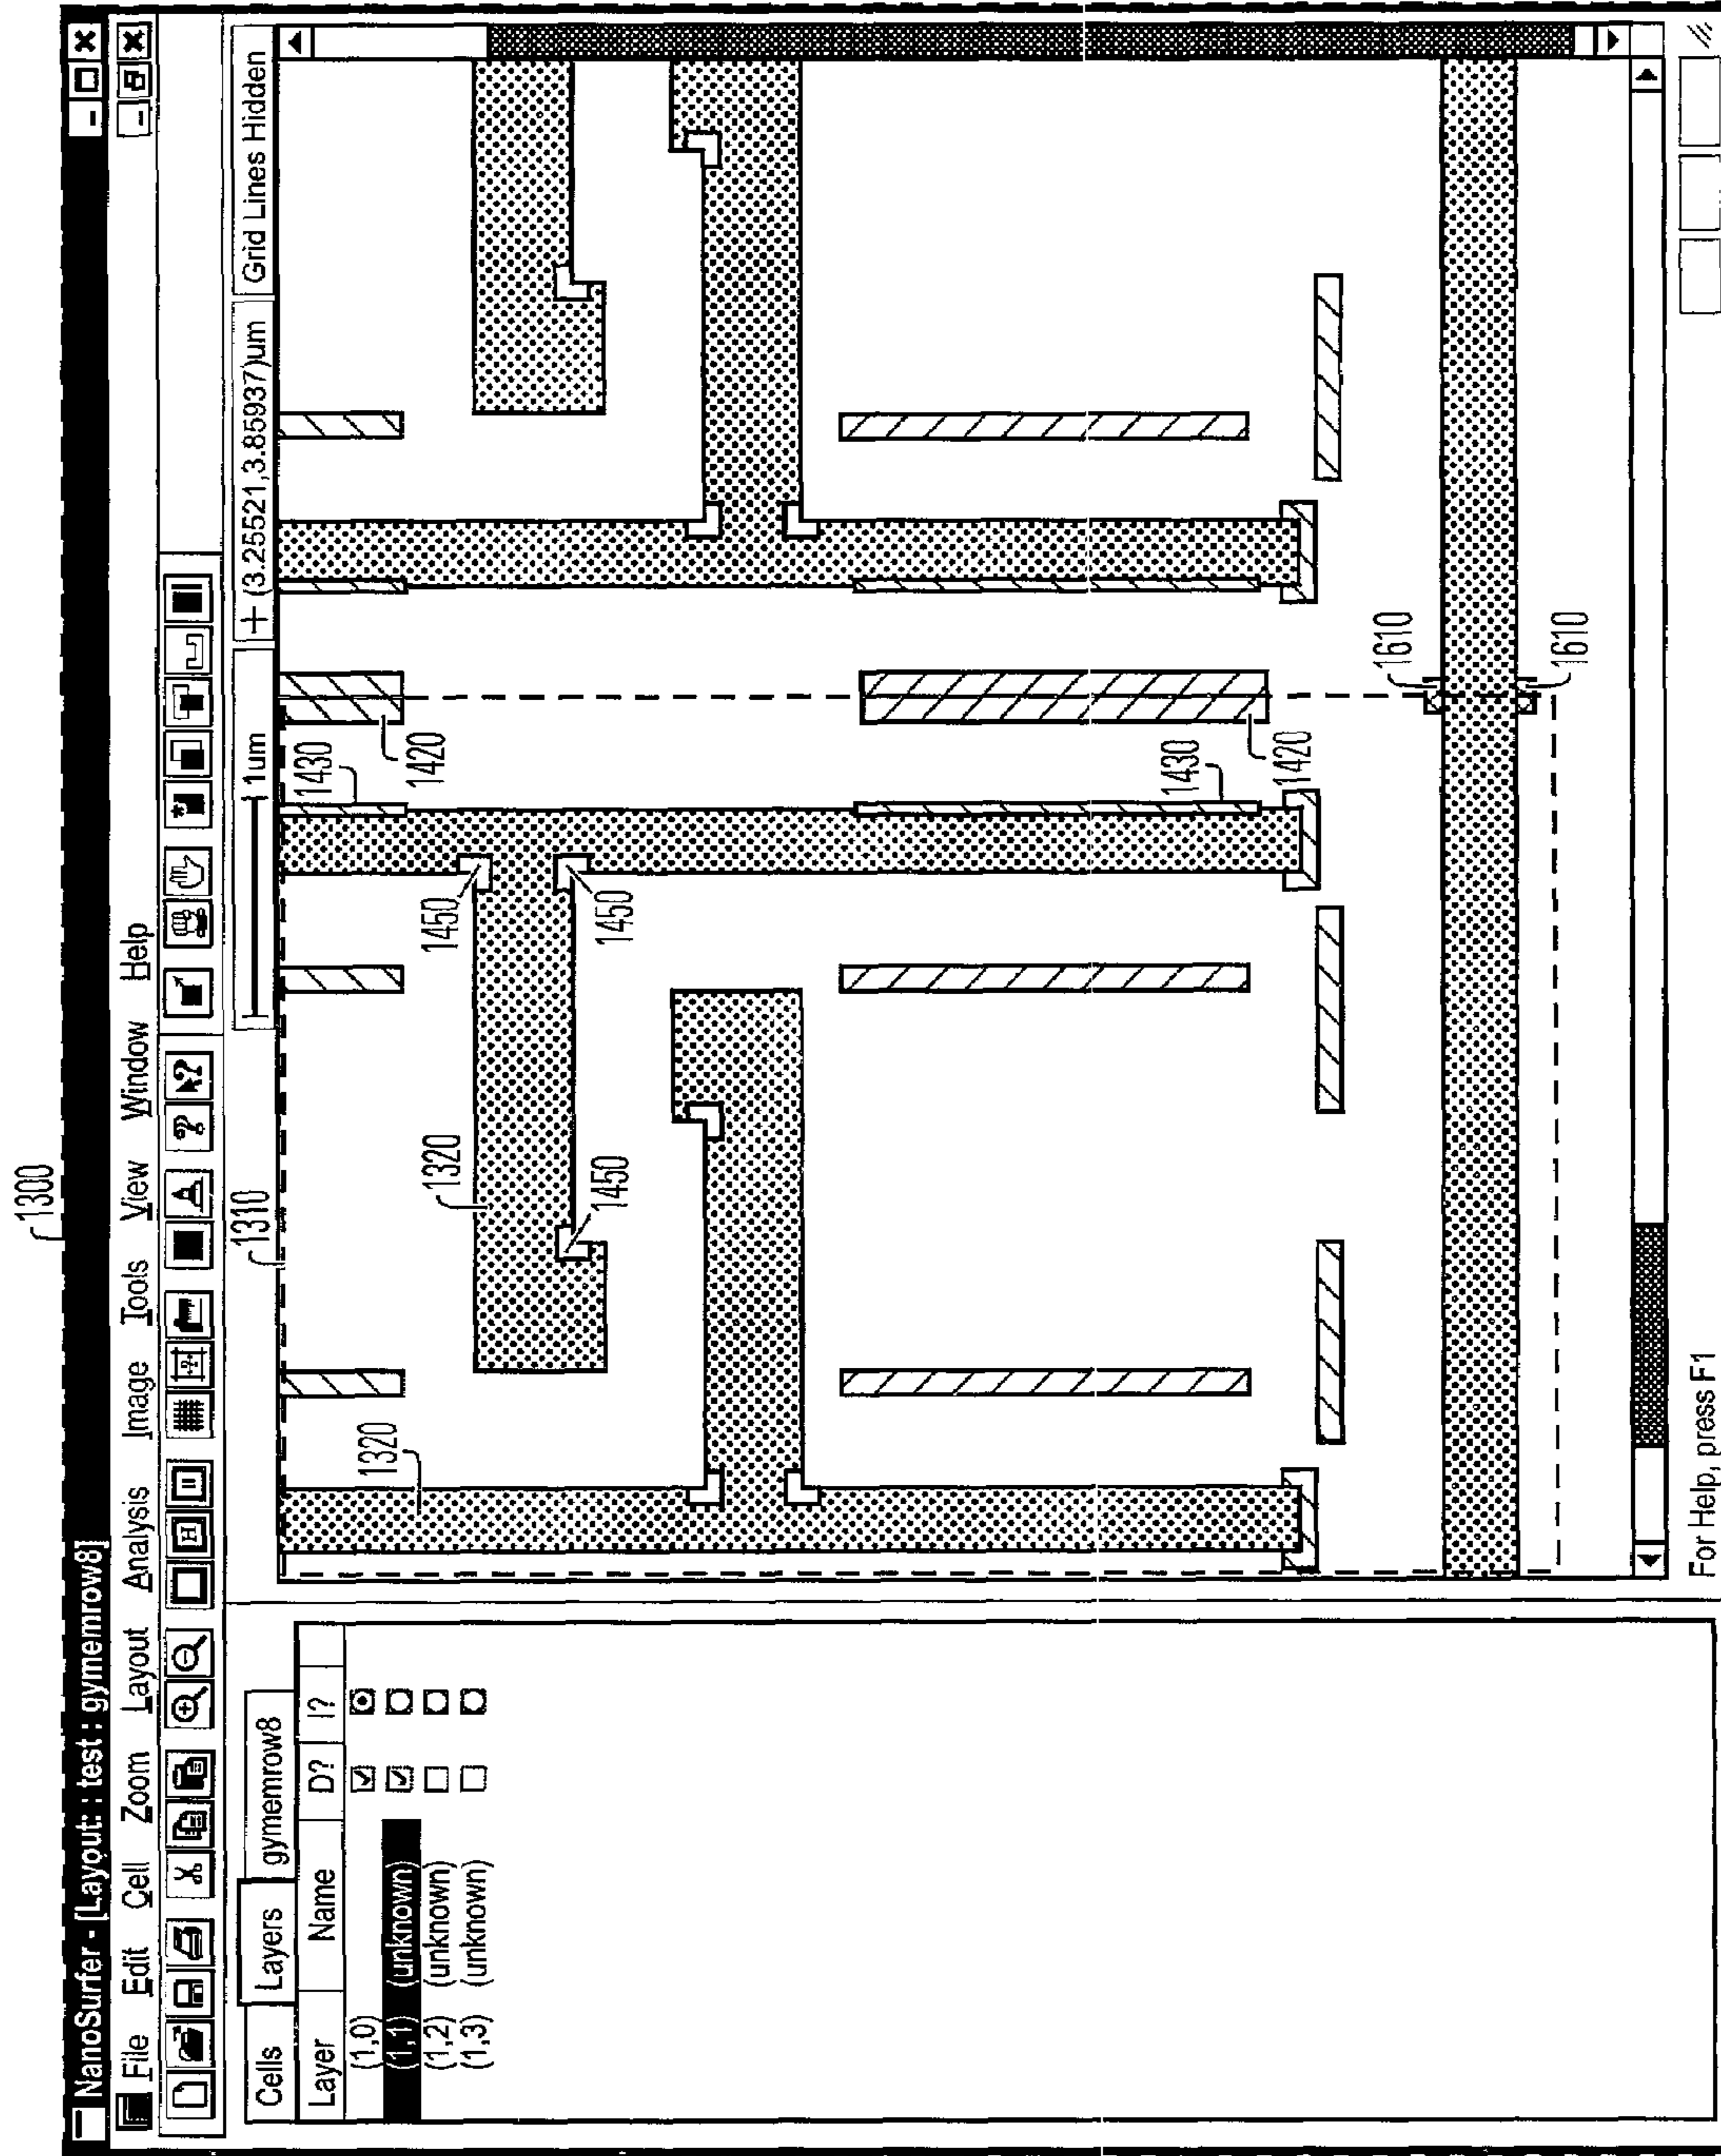 1300
NanoSurfer - [Layout: : test : gymemrow8]
File Edit Cell Zoom Layout Analysis Image Tools View Window Help
1310
1um
+ (3.25521,3.85937)um
Grid Lines Hidden
Cells Layers gymemrow8
Layer Name D? I?
(1,0)
(1,1) (unknown)
(1,2) (unknown)
(1,3) (unknown)
1320
1320
1430
1420
1450
1450
1450
1430
1420
1610
1610
For Help, press F1